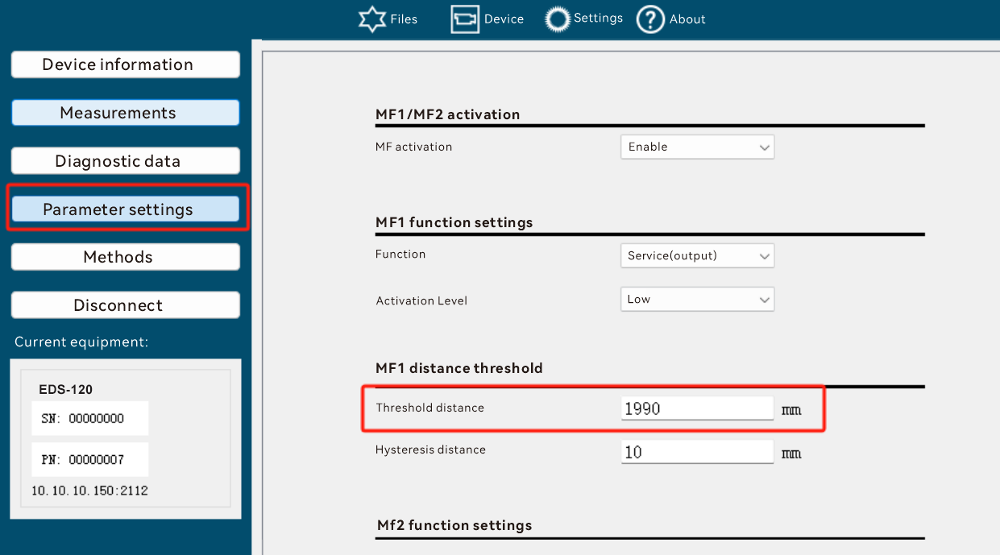 Files Device Settings ? About
Device information
Measurements
Diagnostic data
Parameter settings
Methods
Disconnect
Current equipment:
EDS-120
SN: 00000000
PN: 00000007
10.10.10.150:2112
MF1/MF2 activation
MF activation Enable
MF1 function settings
Function Service(output)
Activation Level Low
MF1 distance threshold
Threshold distance 1990 mm
Hysteresis distance 10 mm
Mf2 function settings